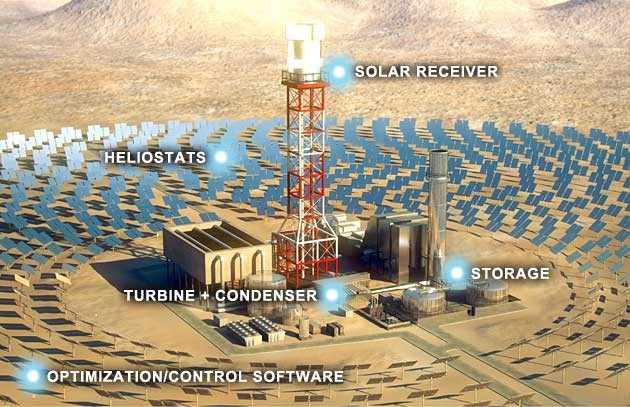 SOLAR RECEIVER
HELIOSTATS
STORAGE
TURBINE + CONDENSER
OPTIMIZATION/CONTROL SOFTWARE